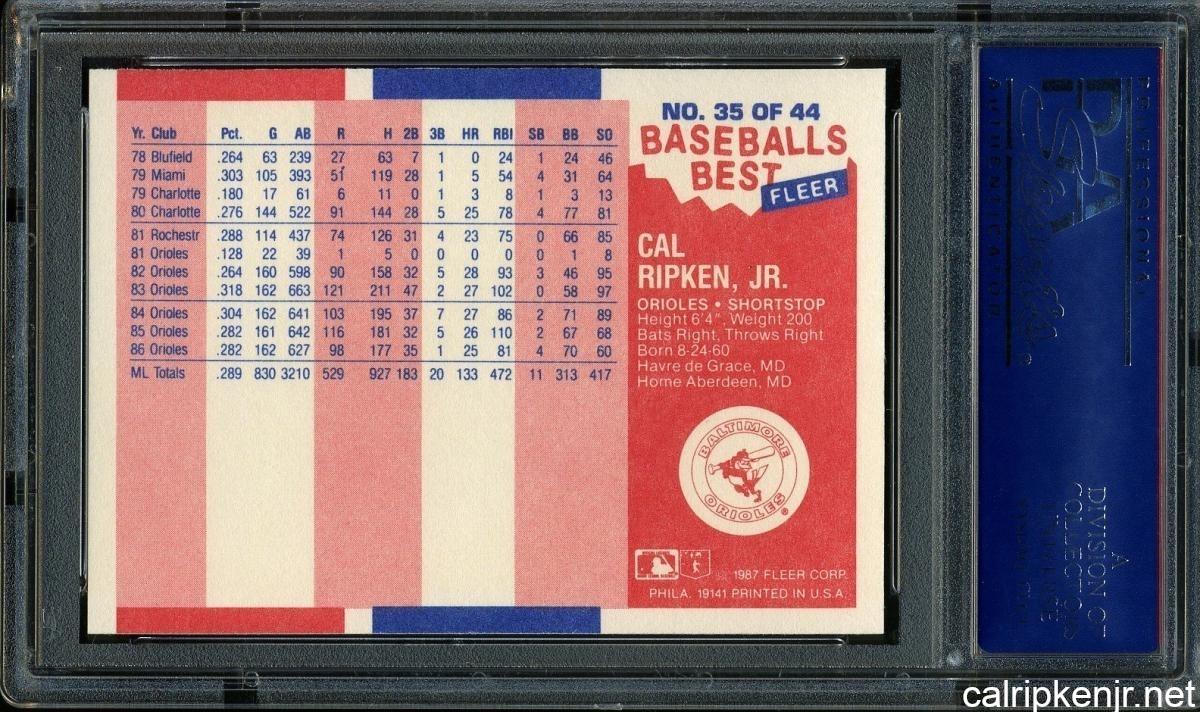 Yr. Club Pct. G AB R H 2B 3B HR RBI SB BB SO
78 Blufield .264 63 239 27 63 7 1 0 24 1 24 46
79 Miami .303 105 393 51 119 28 1 5 54 4 31 64
79 Charlotte .180 17 61 6 11 0 1 3 8 1 3 13
80 Charlotte .276 144 522 91 144 28 5 25 78 4 77 81
81 Rochestr .288 114 437 74 126 31 4 23 75 0 66 85
81 Orioles .128 22 39 1 5 0 0 0 0 0 1 8
82 Orioles .264 160 598 90 158 32 5 28 93 3 46 95
83 Orioles .318 162 663 121 211 47 2 27 102 0 58 97
84 Orioles .304 162 641 103 195 37 7 27 86 2 71 89
85 Orioles .282 161 642 116 181 32 5 26 110 2 67 68
86 Orioles .282 162 627 98 177 35 1 25 81 4 70 60
ML Totals .289 830 3210 529 927 183 20 133 472 11 313 417
NO. 35 OF 44
BASEBALLS
BEST
FLEER
CAL
RIPKEN, JR.
ORIOLES • SHORTSTOP
Height 6'4". Weight 200
Bats Right, Throws Right
Born 8-24-60
Havre de Grace, MD
Home Aberdeen, MD
BALTIMORE
ORIOLES
®
1987 FLEER CORP.
PHILA. 19141 PRINTED IN U.S.A.
PSA
A
DIVISION OF
COLLECTORS
UNIVERSE
calripkenjr.net